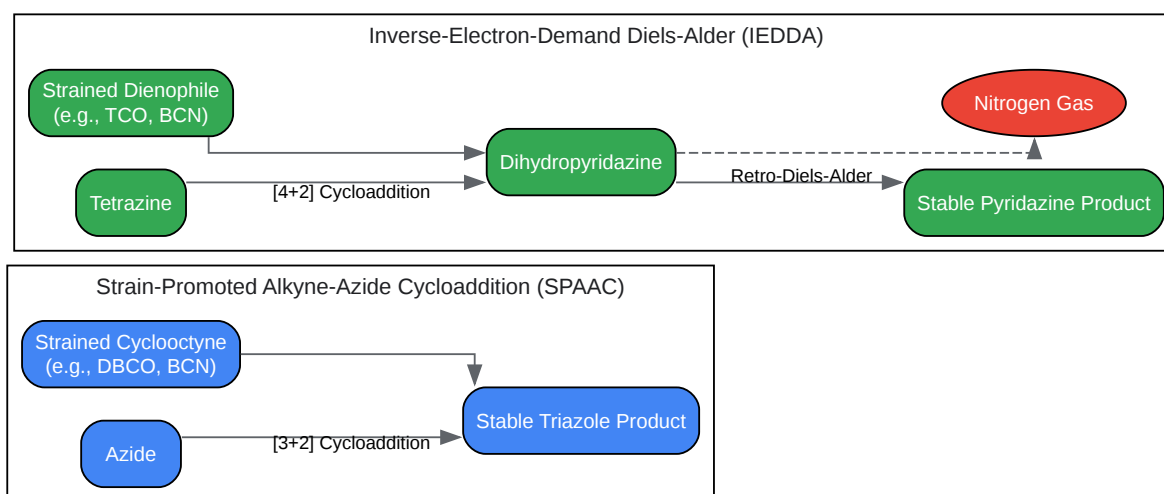 Inverse-Electron-Demand Diels-Alder (IEDDA)
Strained Dienophile
(e.g., TCO, BCN)
Nitrogen Gas
Dihydropyridazine
Retro-Diels-Alder
[4+2] Cycloaddition
Tetrazine
Stable Pyridazine Product
Strain-Promoted Alkyne-Azide Cycloaddition (SPAAC)
Strained Cyclooctyne
(e.g., DBCO, BCN)
Stable Triazole Product
[3+2] Cycloaddition
Azide